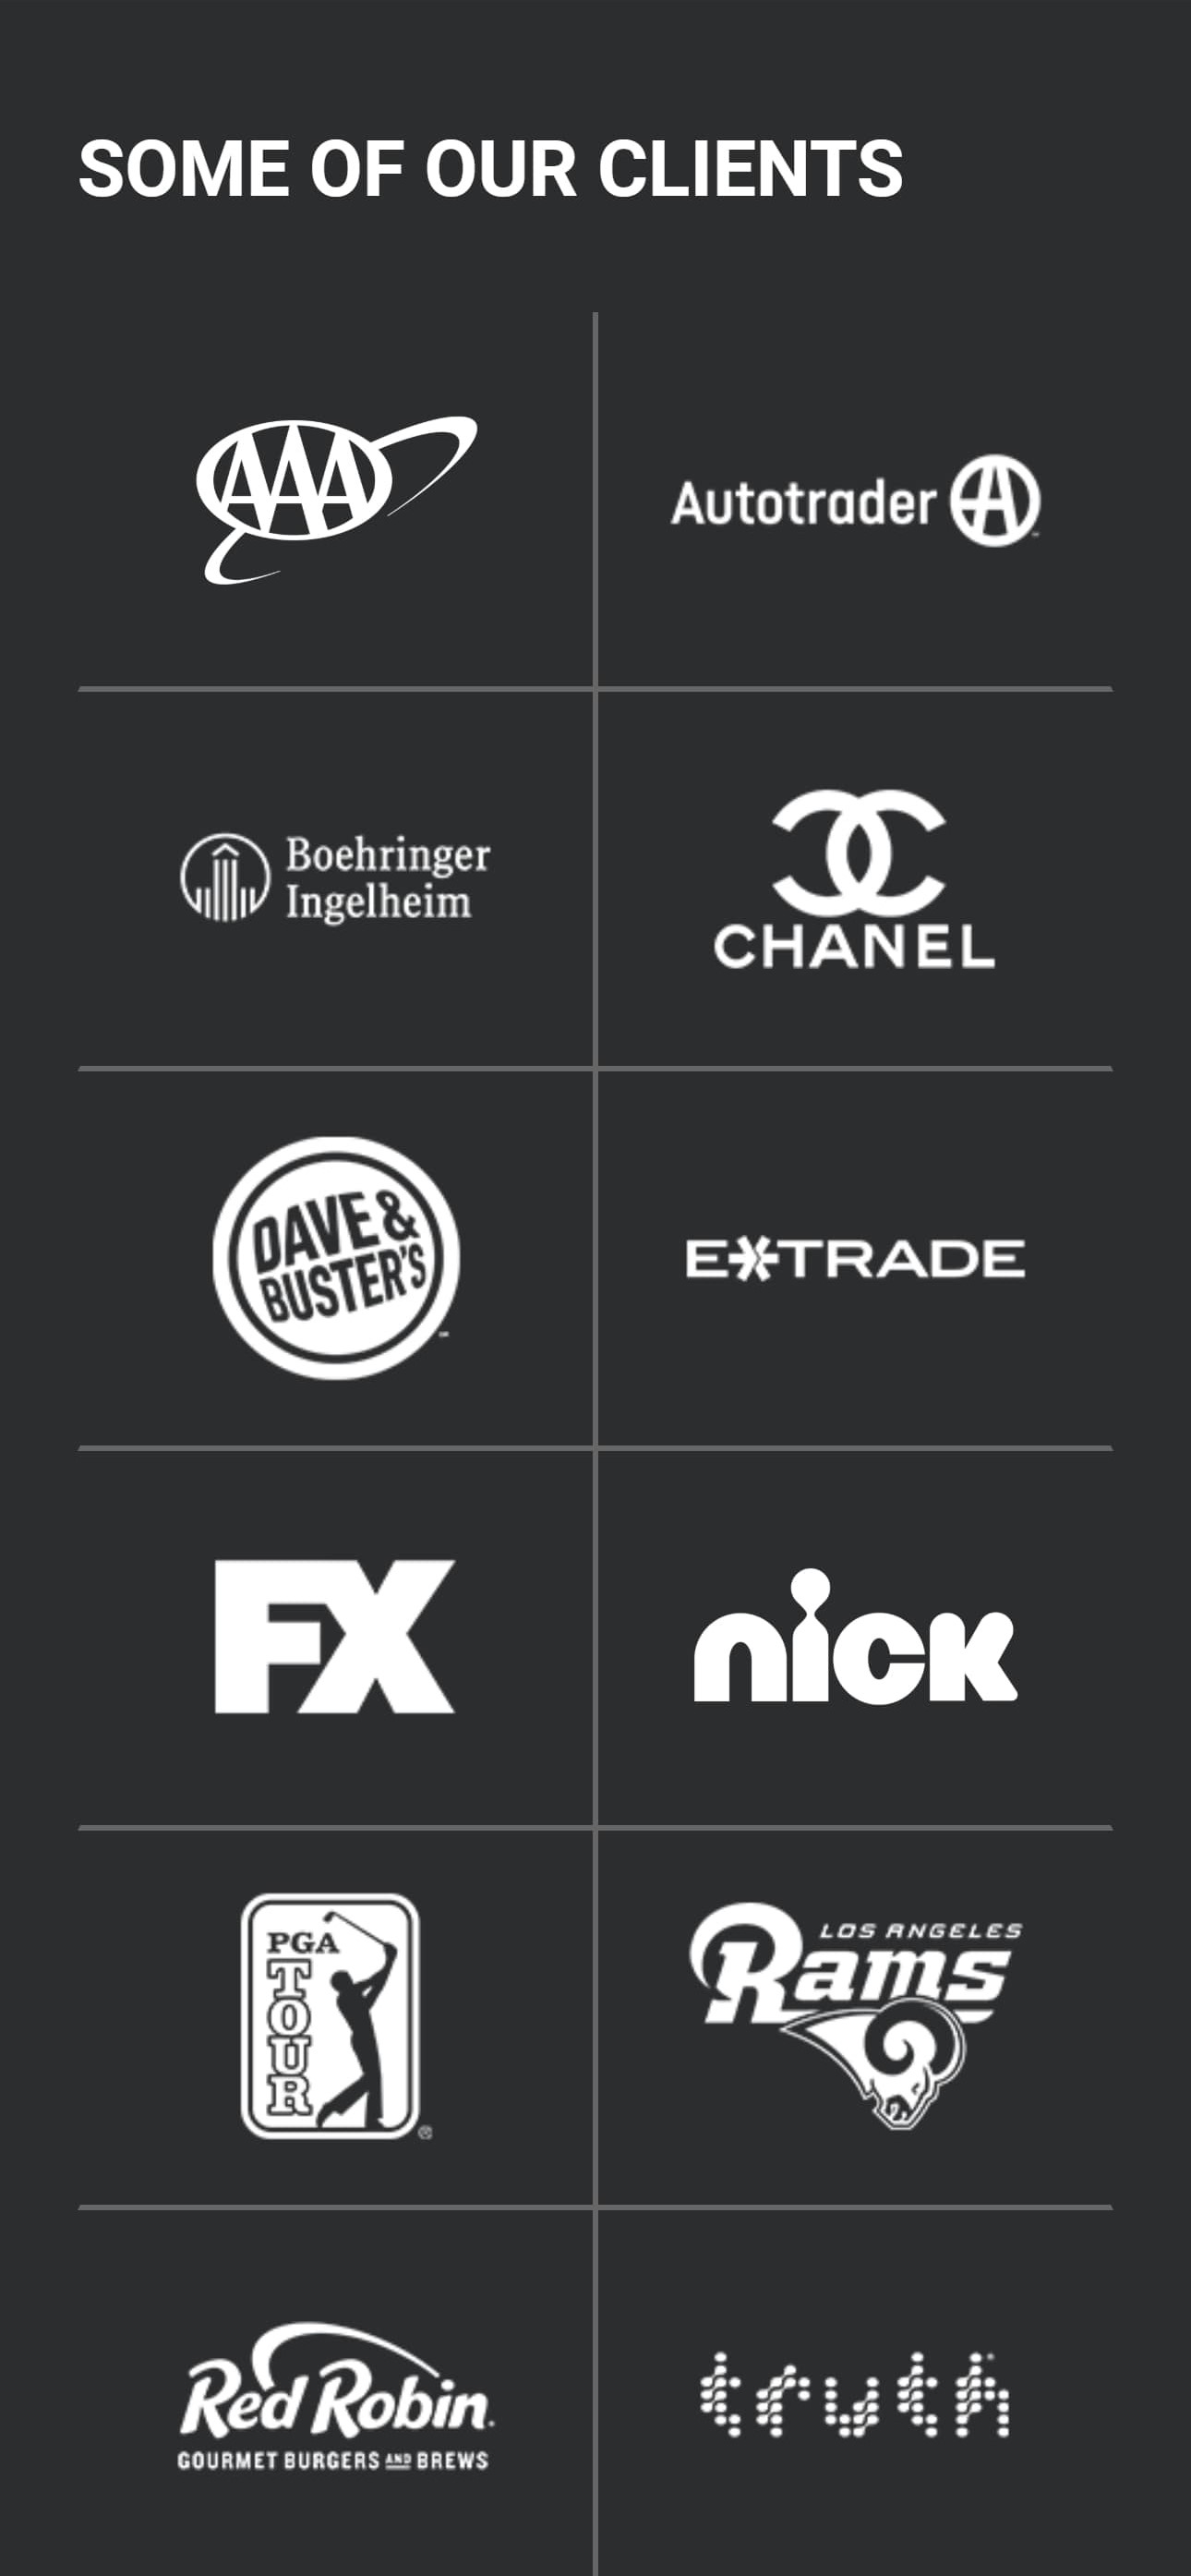 SOME OF OUR CLIENTS
AAA
Autotrader
Boehringer
Ingelheim
CHANEL
DAVE &
BUSTER'S
E*TRADE
FX
nick
PGA
TOUR
LOS ANGELES
Rams
Red Robin
GOURMET BURGERS AND BREWS
truth